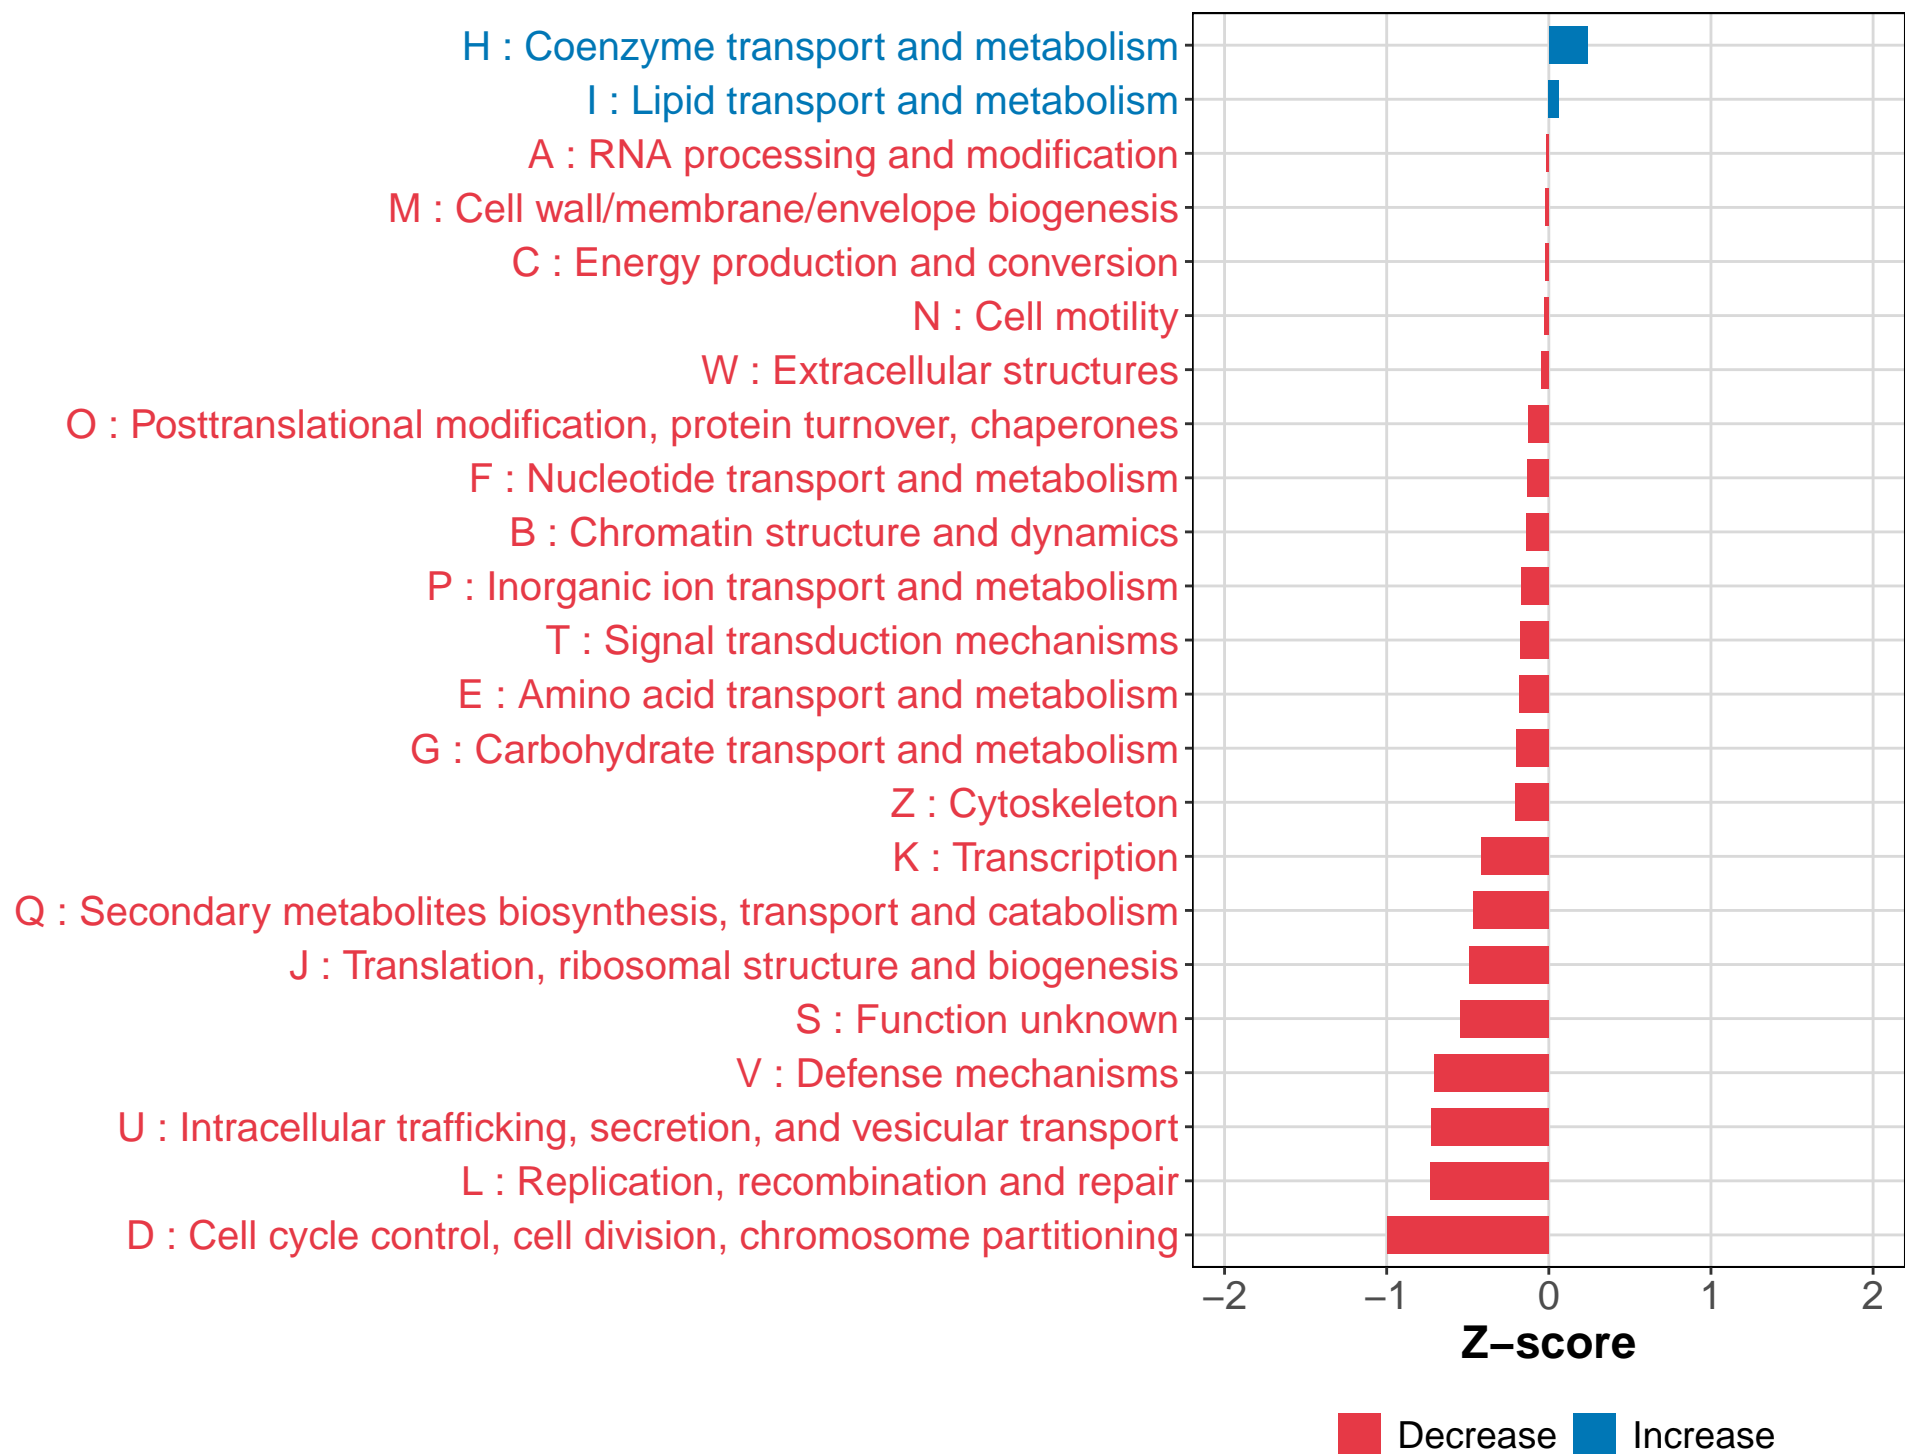 H : Coenzyme transport and metabolism
I : Lipid transport and metabolism
A : RNA processing and modification
M : Cell wall/membrane/envelope biogenesis
C : Energy production and conversion
N : Cell motility
W : Extracellular structures
O : Posttranslational modification, protein turnover, chaperones
F : Nucleotide transport and metabolism
B : Chromatin structure and dynamics
P : Inorganic ion transport and metabolism
T : Signal transduction mechanisms
E : Amino acid transport and metabolism
G : Carbohydrate transport and metabolism
Z : Cytoskeleton
K : Transcription
Q : Secondary metabolites biosynthesis, transport and catabolism
J : Translation, ribosomal structure and biogenesis
S : Function unknown
V : Defense mechanisms
U : Intracellular trafficking, secretion, and vesicular transport
L : Replication, recombination and repair
D : Cell cycle control, cell division, chromosome partitioning
−2 −1 0 1 2
Z−score
Decrease Increase